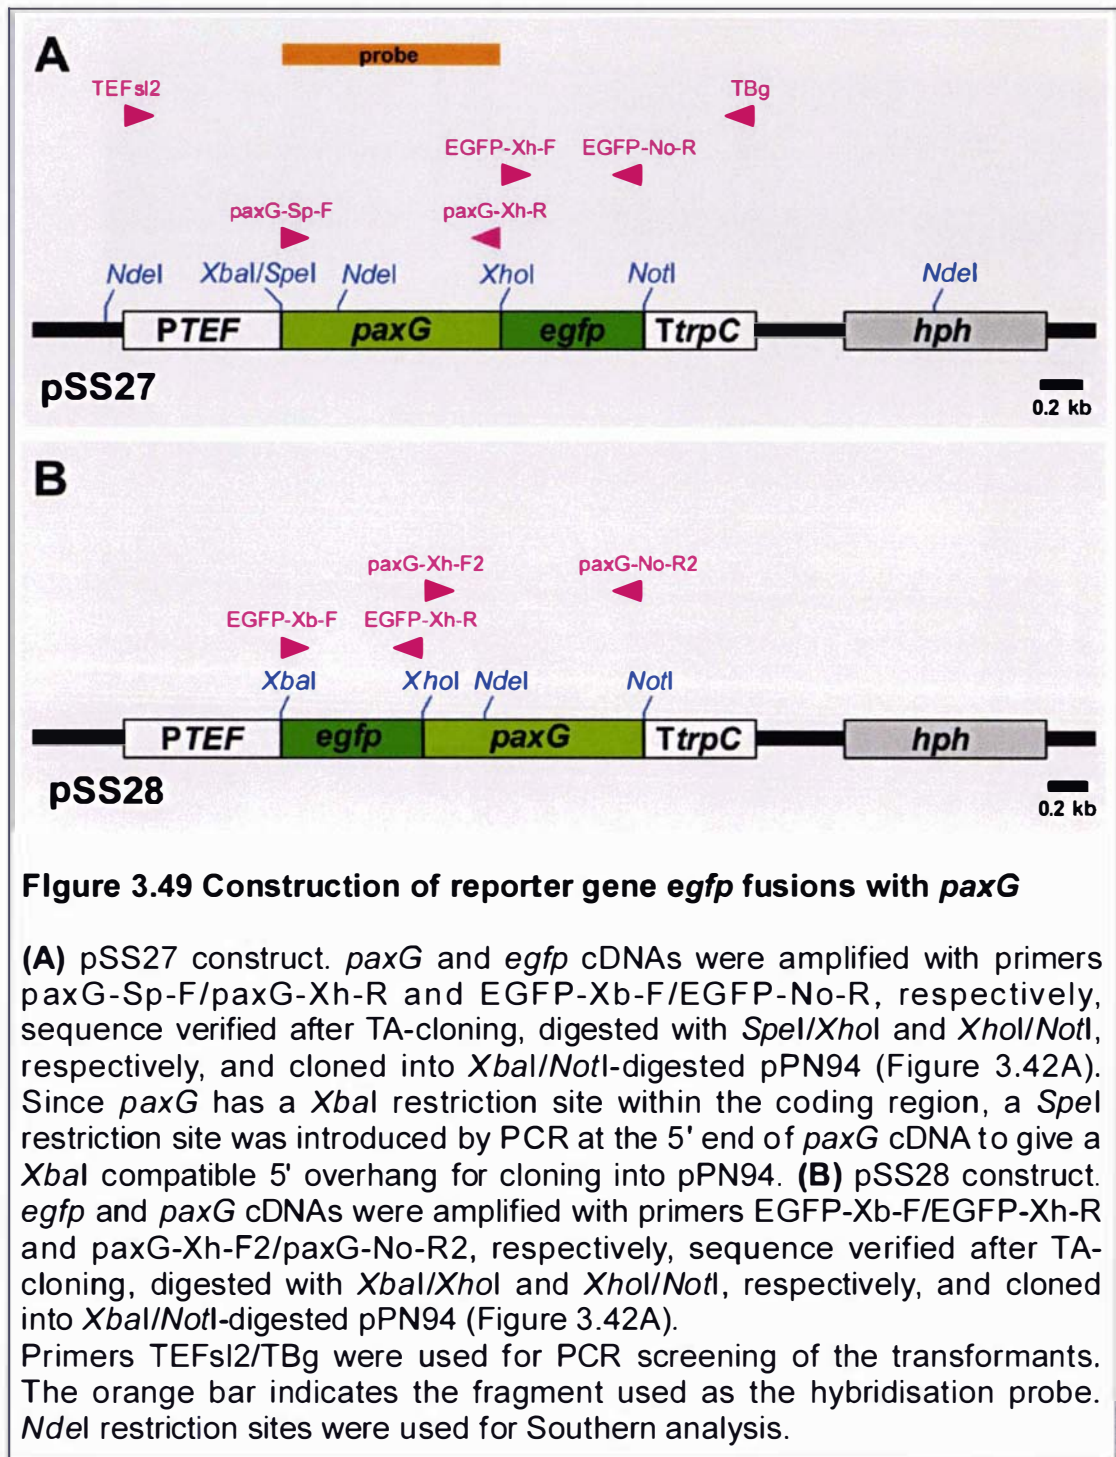 A
probe
TEFsl2
TBg
EGFP-Xh-F EGFP-No-R
paxG-Sp-F paxG-Xh-R
NdeI XbaI/SpeI NdeI XhoI NotI NdeI
PTEF paxG egfp TtrpC hph
pSS27
0.2 kb
B
paxG-Xh-F2 paxG-No-R2
EGFP-Xb-F EGFP-Xh-R
XbaI XhoI NdeI NotI
PTEF egfp paxG TtrpC hph
pSS28
0.2 kb
FIgure 3.49 Construction of reporter gene egfp fusions with paxG
(A) pSS27 construct. paxG and egfp cDNAs were amplified with primers
paxG-Sp-F/paxG-Xh-R and EGFP-Xb-F/EGFP-No-R, respectively,
sequence verified after TA-cloning, digested with SpeI/XhoI and XhoI/NotI,
respectively, and cloned into XbaI/NotI-digested pPN94 (Figure 3.42A).
Since paxG has a XbaI restriction site within the coding region, a SpeI
restriction site was introduced by PCR at the 5' end of paxG cDNA to give a
XbaI compatible 5' overhang for cloning into pPN94. (B) pSS28 construct.
egfp and paxG cDNAs were amplified with primers EGFP-Xb-F/EGFP-Xh-R
and paxG-Xh-F2/paxG-No-R2, respectively, sequence verified after TA-
cloning, digested with XbaI/XhoI and XhoI/NotI, respectively, and cloned
into XbaI/NotI-digested pPN94 (Figure 3.42A).
Primers TEFsI2/TBg were used for PCR screening of the transformants.
The orange bar indicates the fragment used as the hybridisation probe.
NdeI restriction sites were used for Southern analysis.